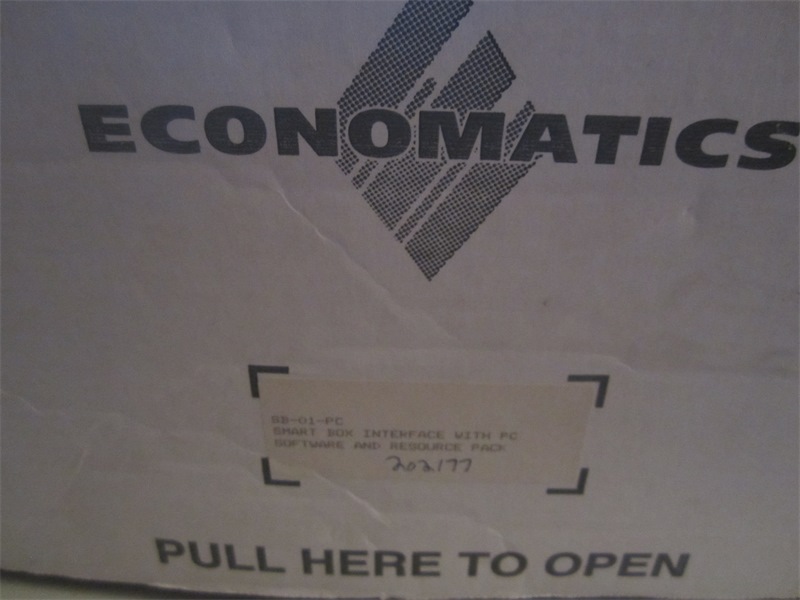 ECONOMATICS
SB-01-PC
SMART BOX INTERFACE WITH PC
SOFTWARE AND RESOURCE PACK
202177
PULL HERE TO OPEN